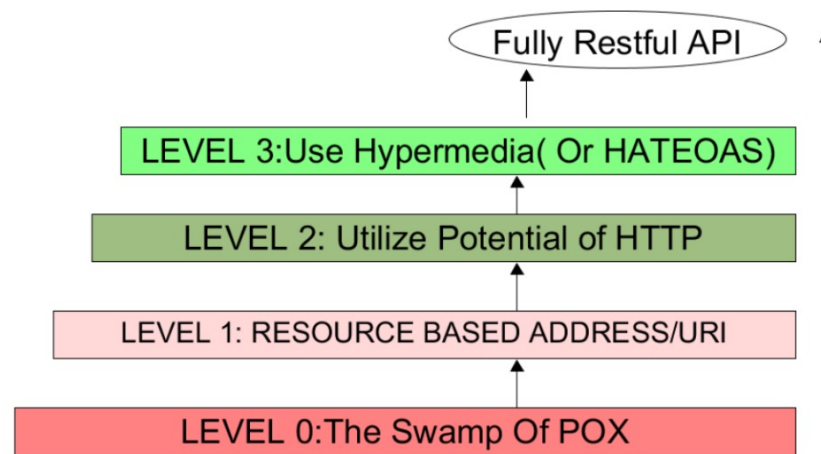 Fully Restful API
LEVEL 3:Use Hypermedia( Or HATEOAS)
LEVEL 2: Utilize Potential of HTTP
LEVEL 1: RESOURCE BASED ADDRESS/URI
LEVEL 0:The Swamp Of POX